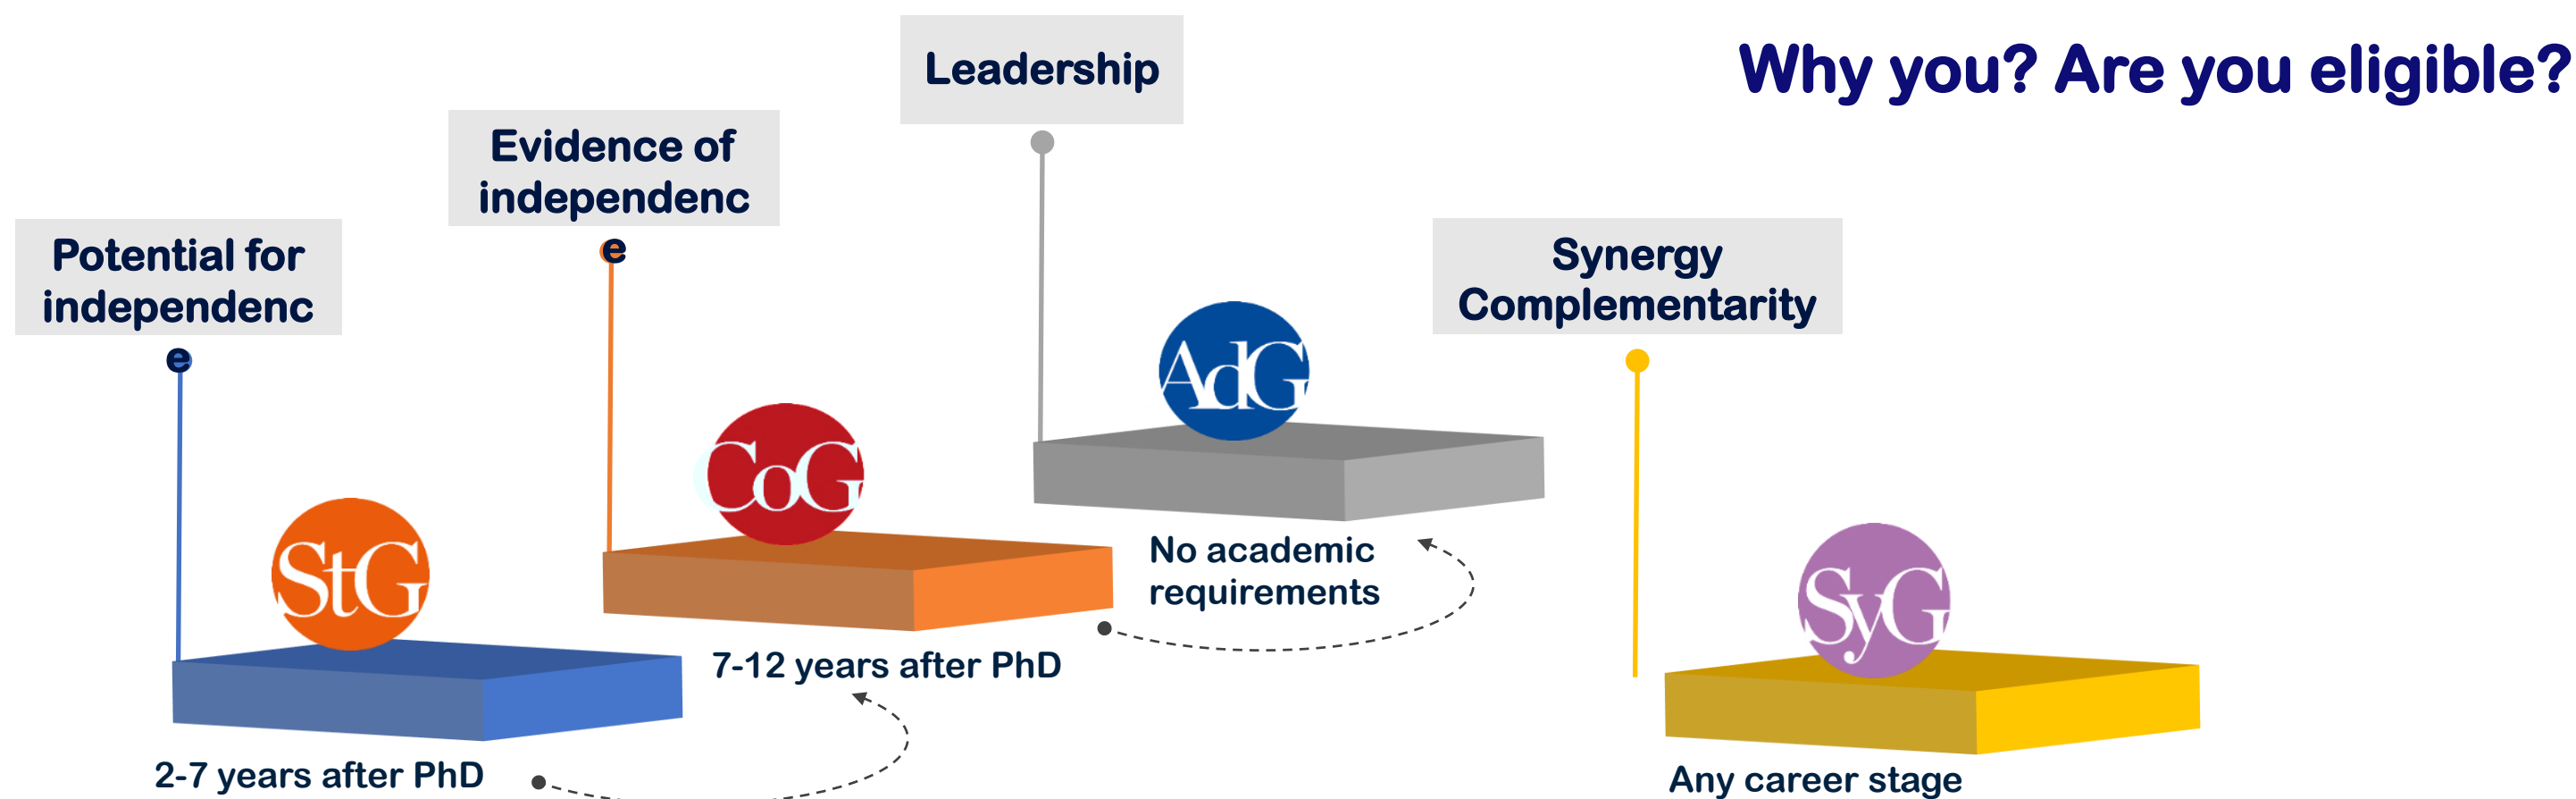 Why you? Are you eligible?
Leadership
Evidence of
independenc
e
Potential for
independenc
e
Synergy
Complementarity
AdG
CoG
StG
SyG
No academic
requirements
7-12 years after PhD
2-7 years after PhD
Any career stage